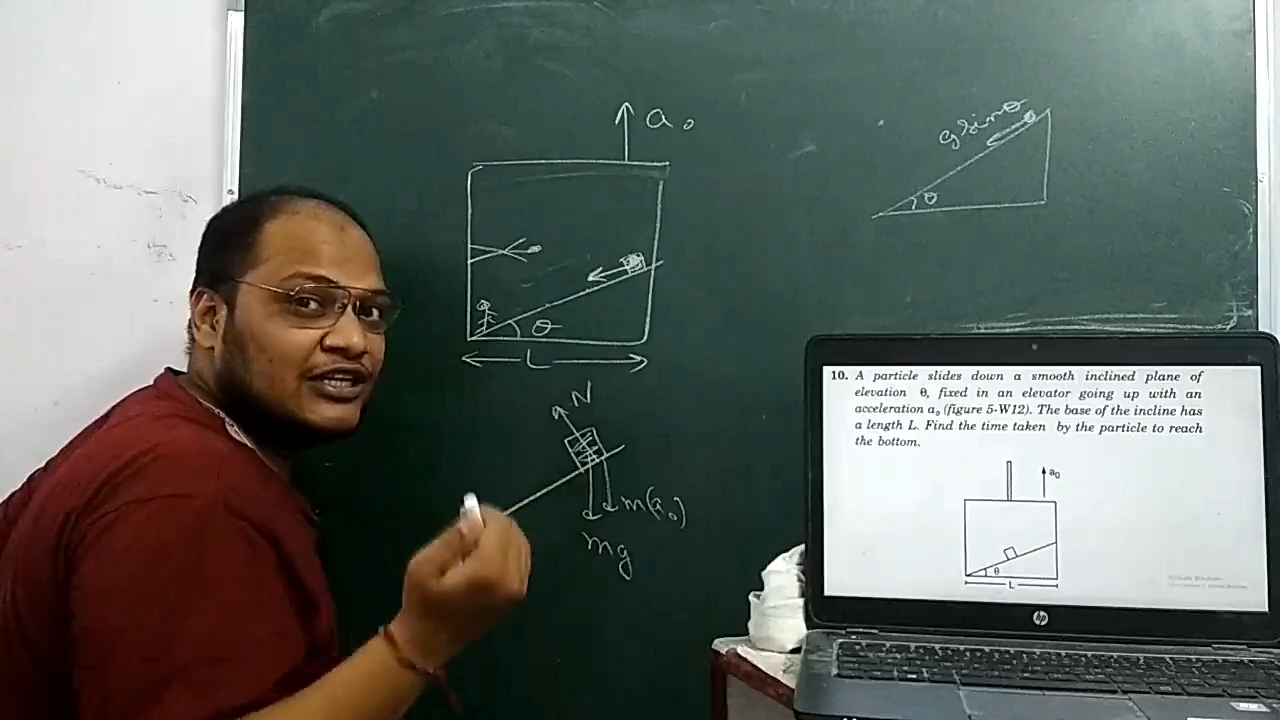 a₀
g sinθ
θ
θ
L
N
m(a₀)
mg
10. A particle slides down a smooth inclined plane of
elevation θ, fixed in an elevator going up with an
acceleration a₀ (figure 5-W12). The base of the incline has
a length L. Find the time taken by the particle to reach
the bottom.
a₀
θ
L
hp